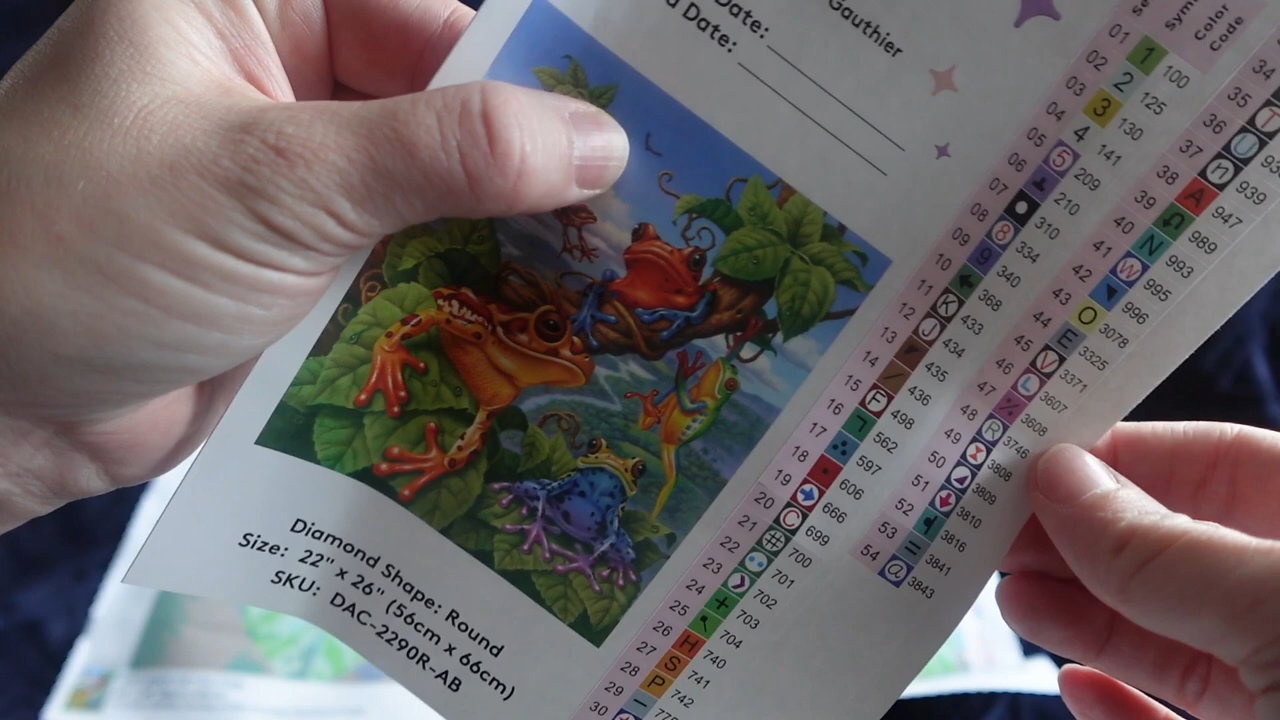 Gauthier
Date:
Date:
Symbol
Color
Code
01 1 100
02 2 125
03 3 130
04 4 141
05 5 209
06 210
07 310
08 8 334
09 9 340
10 368
11 K 433
12 J 434
13 435
14 / 436
15 F 498
16 562
17 597
18 606
19 666
20 C 699
21 # 700
22 701
23 702
24 + 703
25 704
26 H 740
27 S 741
28 P 742
29 −
30
34
35 T
36 U
37 n 939
38 A 947
39 989
40 N 993
41 W 995
42 996
43 O 3078
44 E 3325
45 V 3371
46 L 3607
47 % 3608
48 R 3746
49 3808
50 3809
51 3810
52 3816
53 = 3841
54 @ 3843
Diamond Shape: Round
Size: 22" x 26" (56cm x 66cm)
SKU: DAC-2290R-AB